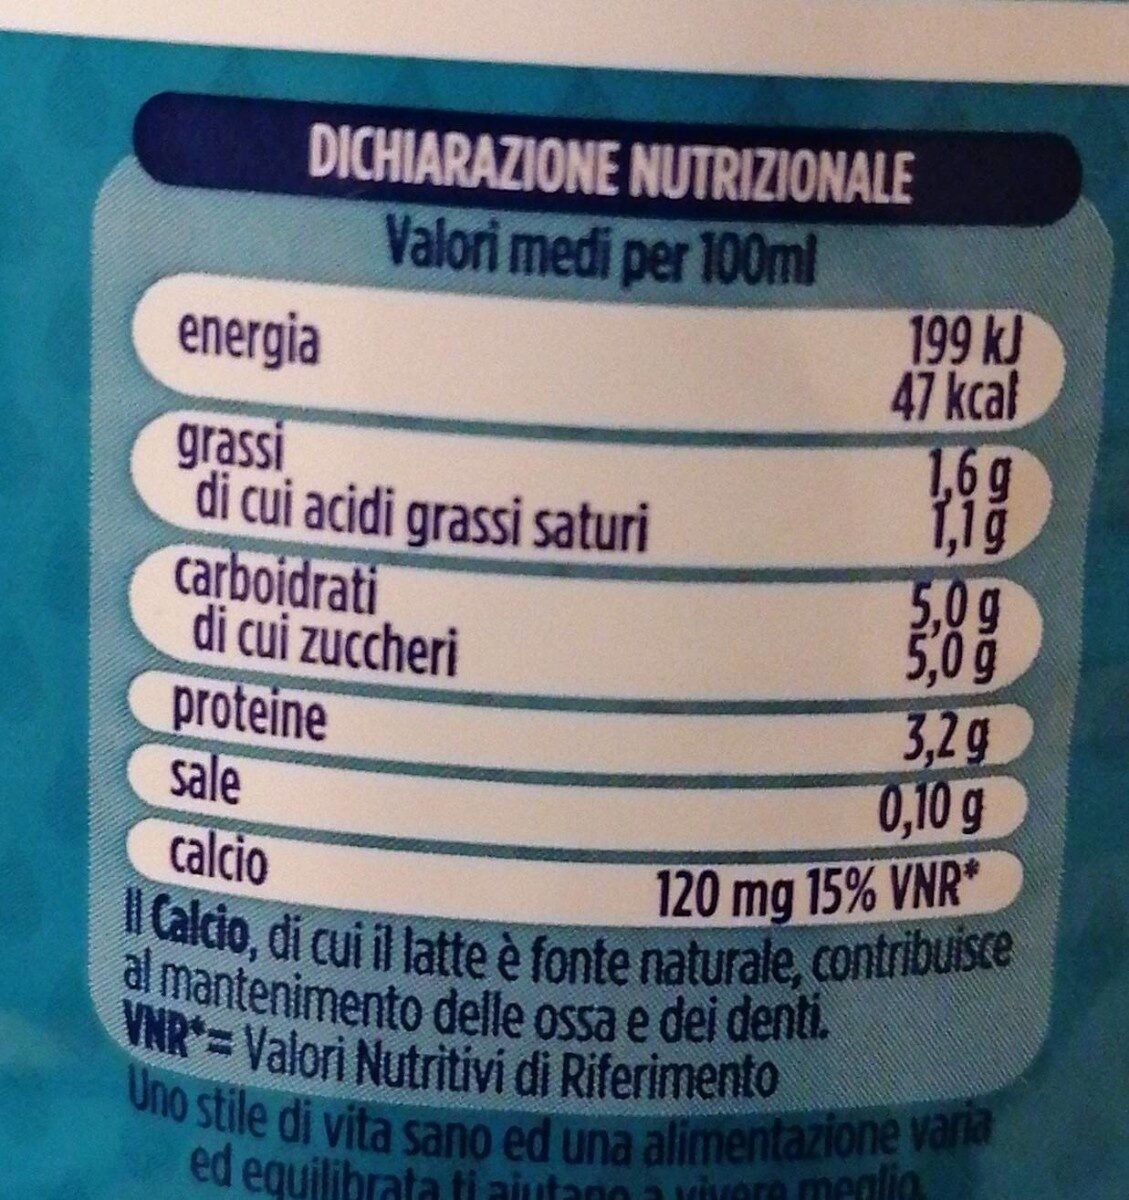 DICHIARAZIONE NUTRIZIONALE
Valori medi per 100ml
energia 199 kJ
47 kcal
grassi 1,6 g
di cui acidi grassi saturi 1,1 g
carboidrati 5,0 g
di cui zuccheri 5,0 g
proteine 3,2 g
sale 0,10 g
calcio 120 mg 15% VNR*
Il Calcio, di cui il latte è fonte naturale, contribuisce
al mantenimento delle ossa e dei denti.
VNR*= Valori Nutritivi di Riferimento
Uno stile di vita sano ed una alimentazione varia
ed equilibrata ti aiutano a vivere meglio